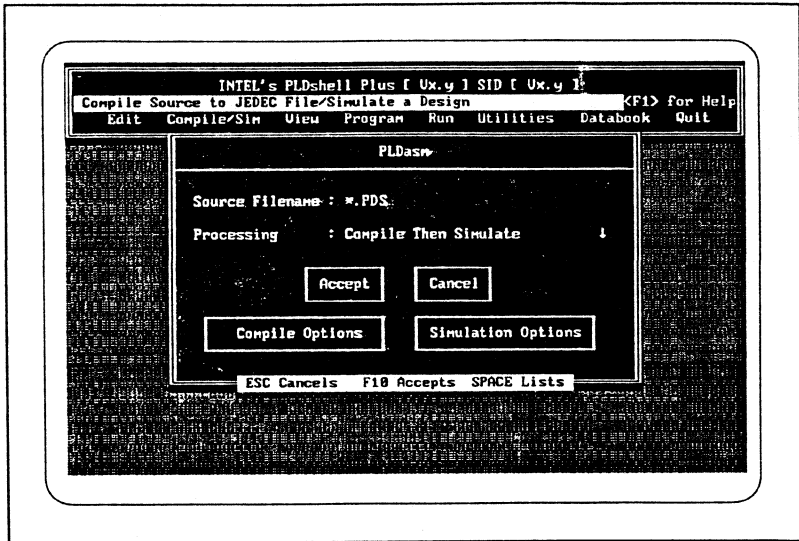 INTEL's PLDshell Plus [ Vx.y ] SID [ Vx.y ]
Compile Source to JEDEC File/Simulate a Design <F1> for Help
Edit Compile/Sim View Program Run Utilities Databook Quit
PLDasm
Source Filename : *.PDS
Processing : Compile Then Simulate ↓
Accept Cancel
Compile Options Simulation Options
ESC Cancels F10 Accepts SPACE Lists